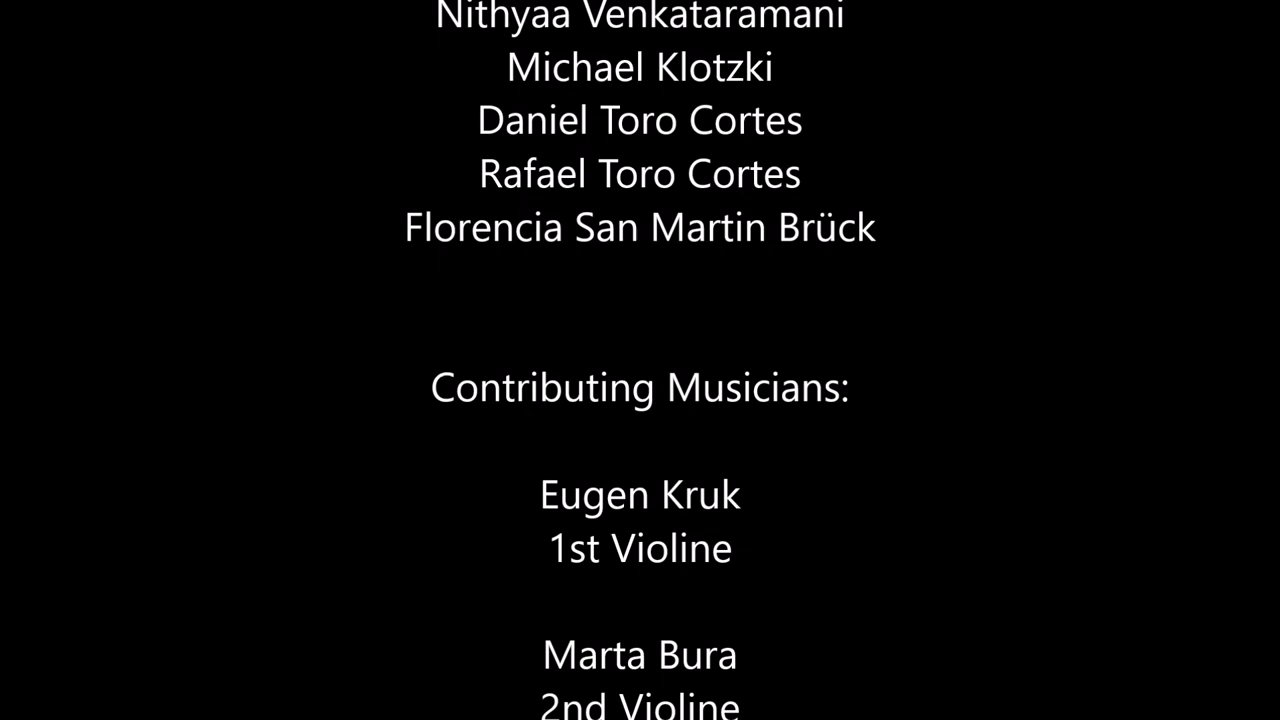 Nithyaa Venkataramani
Michael Klotzki
Daniel Toro Cortes
Rafael Toro Cortes
Florencia San Martin Brück
Contributing Musicians:
Eugen Kruk
1st Violine
Marta Bura
2nd Violine